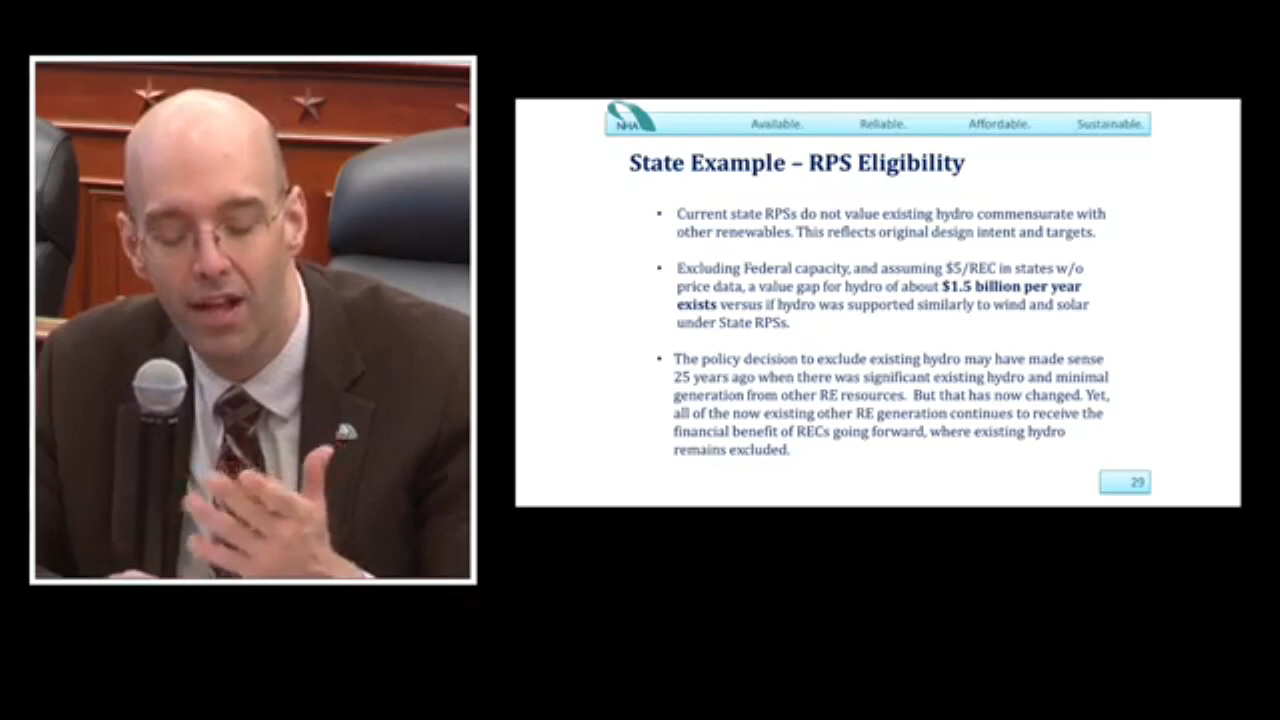 NHA
Available. Reliable. Affordable. Sustainable.
State Example – RPS Eligibility
• Current state RPSs do not value existing hydro commensurate with
other renewables. This reflects original design intent and targets.
• Excluding Federal capacity, and assuming $5/REC in states w/o
price data, a value gap for hydro of about $1.5 billion per year
exists versus if hydro was supported similarly to wind and solar
under State RPSs.
• The policy decision to exclude existing hydro may have made sense
25 years ago when there was significant existing hydro and minimal
generation from other RE resources. But that has now changed. Yet,
all of the now existing other RE generation continues to receive the
financial benefit of RECs going forward, where existing hydro
remains excluded.
29